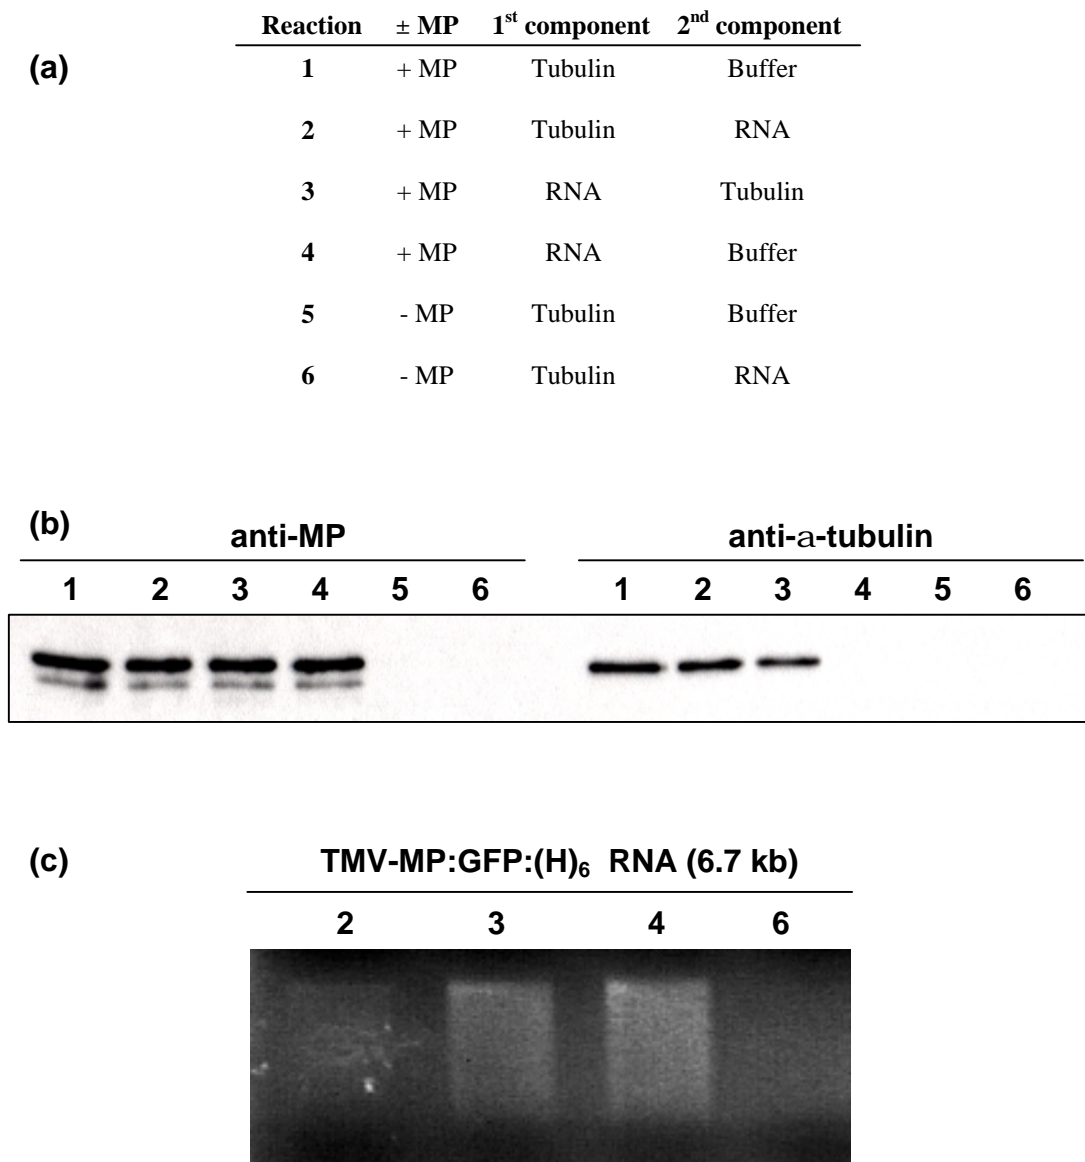 Reaction ± MP 1st component 2nd component
(a)
1 + MP Tubulin Buffer
2 + MP Tubulin RNA
3 + MP RNA Tubulin
4 + MP RNA Buffer
5 - MP Tubulin Buffer
6 - MP Tubulin RNA
(b)
anti-MP anti-a-tubulin
1 2 3 4 5 6 1 2 3 4 5 6
(c) TMV-MP:GFP:(H)6 RNA (6.7 kb)
2 3 4 6